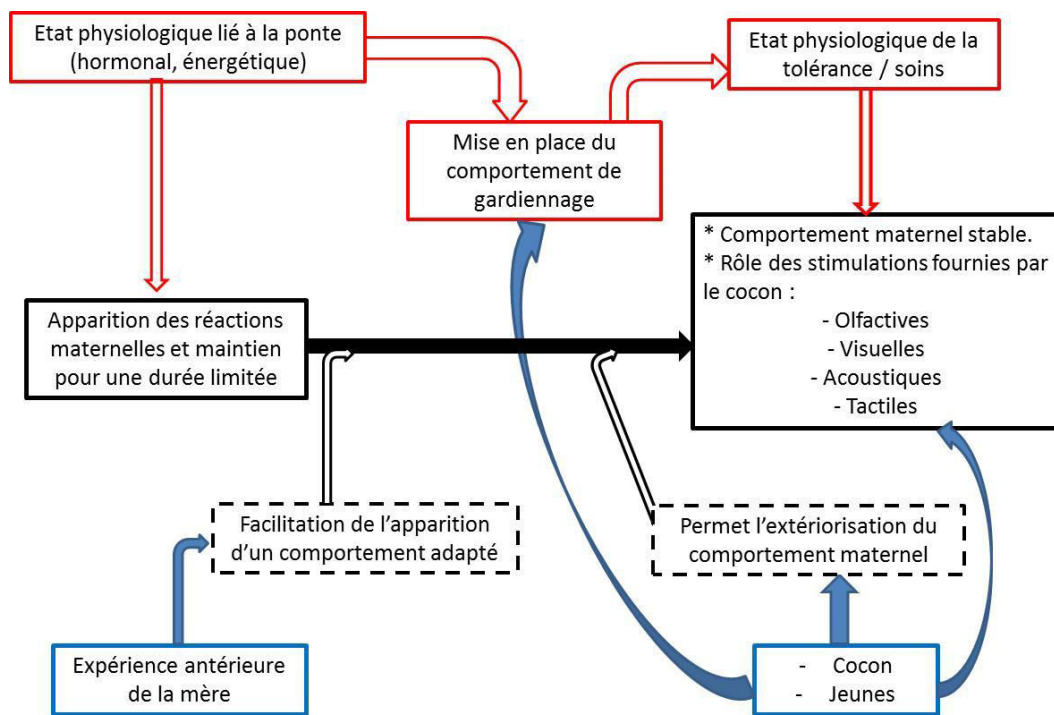 Etat physiologique lié à la ponte
(hormonal, énergétique)
Etat physiologique de la
tolérance / soins
Mise en place du
comportement de
gardiennage
* Comportement maternel stable.
* Rôle des stimulations fournies par
le cocon :
- Olfactives
- Visuelles
- Acoustiques
- Tactiles
Apparition des réactions
maternelles et maintien
pour une durée limitée
Facilitation de l’apparition
d’un comportement adapté
Permet l’extériorisation du
comportement maternel
Expérience antérieure
de la mère
- Cocon
- Jeunes